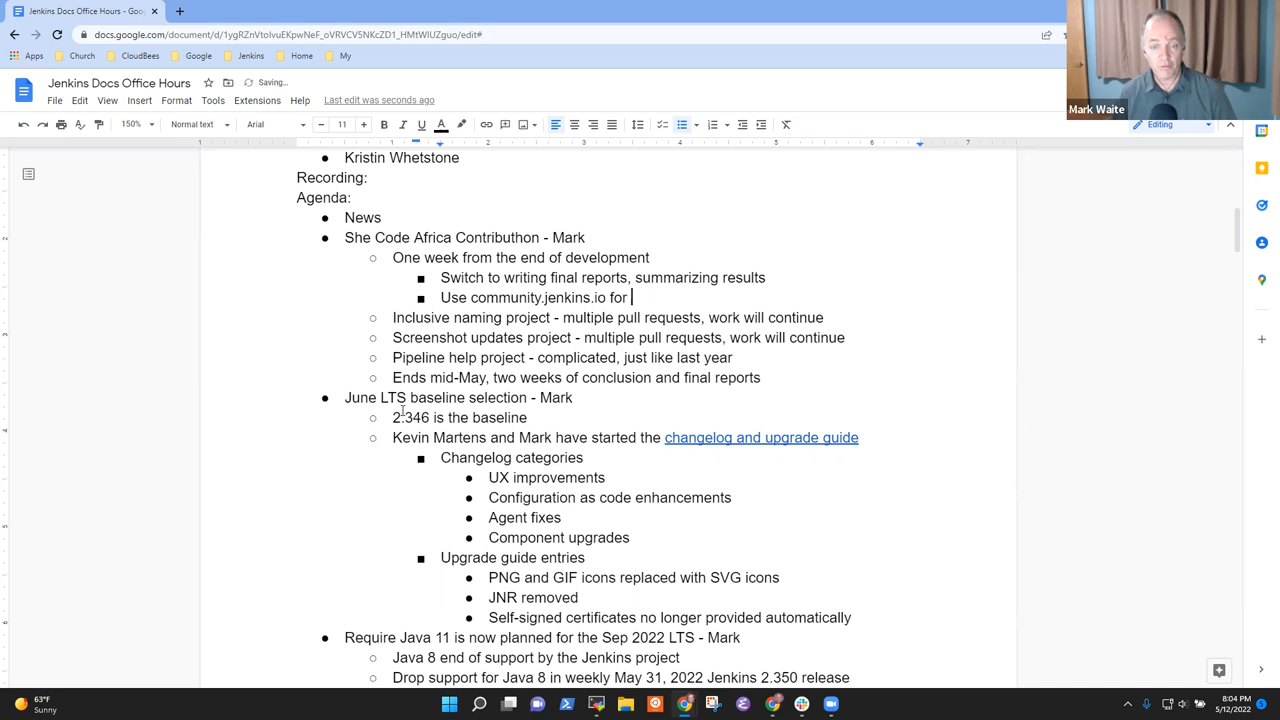 Jenkins Docs Office Hours - Goo
docs.google.com/document/d/1ygRZnVtoIvuEKpwNeF_oVRVCV5NKcZD1_HMtWIUZguo/edit#
Apps Church CloudBees Google Jenkins Home My
Jenkins Docs Office Hours Saving…
File Edit View Insert Format Tools Extensions Help Last edit was seconds ago
150% Normal text Arial 11 Editing
Mark Waite
1 1 2 3 4 5 6 7
● Kristin Whetstone
Recording:
Agenda:
● News
● She Code Africa Contributhon - Mark
○ One week from the end of development
■ Switch to writing final reports, summarizing results
■ Use community.jenkins.io for
○ Inclusive naming project - multiple pull requests, work will continue
○ Screenshot updates project - multiple pull requests, work will continue
○ Pipeline help project - complicated, just like last year
○ Ends mid-May, two weeks of conclusion and final reports
● June LTS baseline selection - Mark
○ 2.346 is the baseline
○ Kevin Martens and Mark have started the changelog and upgrade guide
■ Changelog categories
● UX improvements
● Configuration as code enhancements
● Agent fixes
● Component upgrades
■ Upgrade guide entries
● PNG and GIF icons replaced with SVG icons
● JNR removed
● Self-signed certificates no longer provided automatically
● Require Java 11 is now planned for the Sep 2022 LTS - Mark
○ Java 8 end of support by the Jenkins project
○ Drop support for Java 8 in weekly May 31, 2022 Jenkins 2.350 release
63°F
Sunny
8:04 PM
5/12/2022